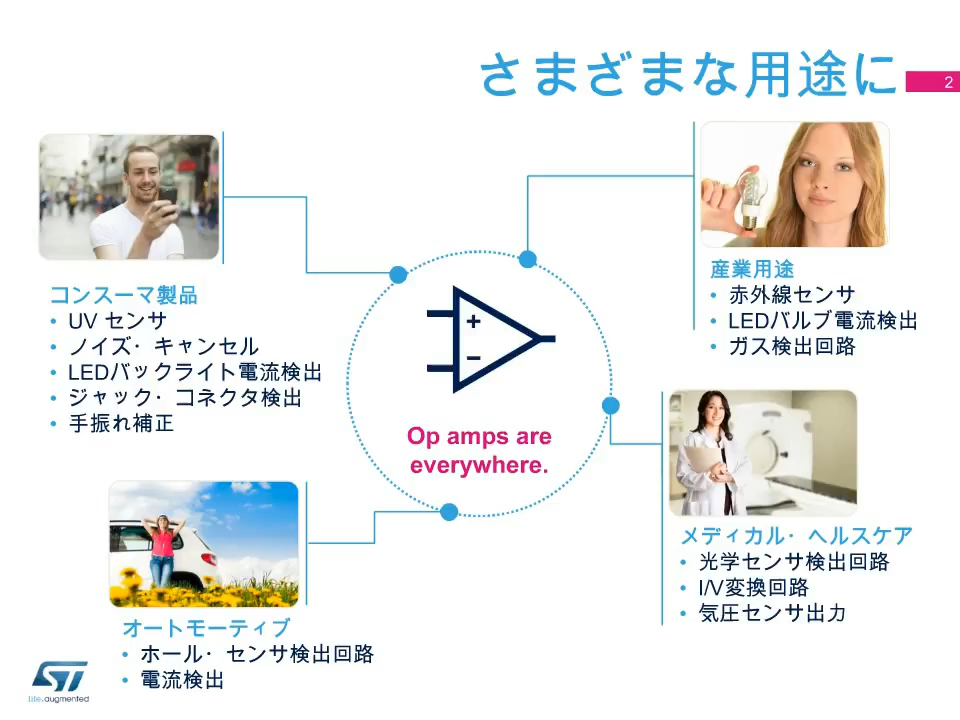 さまざまな用途に
2
コンスーマ製品
• UV センサ
• ノイズ・キャンセル
• LEDバックライト電流検出
• ジャック・コネクタ検出
• 手振れ補正
産業用途
• 赤外線センサ
• LEDバルブ電流検出
• ガス検出回路
+
−
Op amps are
everywhere.
メディカル・ヘルスケア
• 光学センサ検出回路
• I/V変換回路
• 気圧センサ出力
オートモーティブ
• ホール・センサ検出回路
• 電流検出
ST
life.augmented